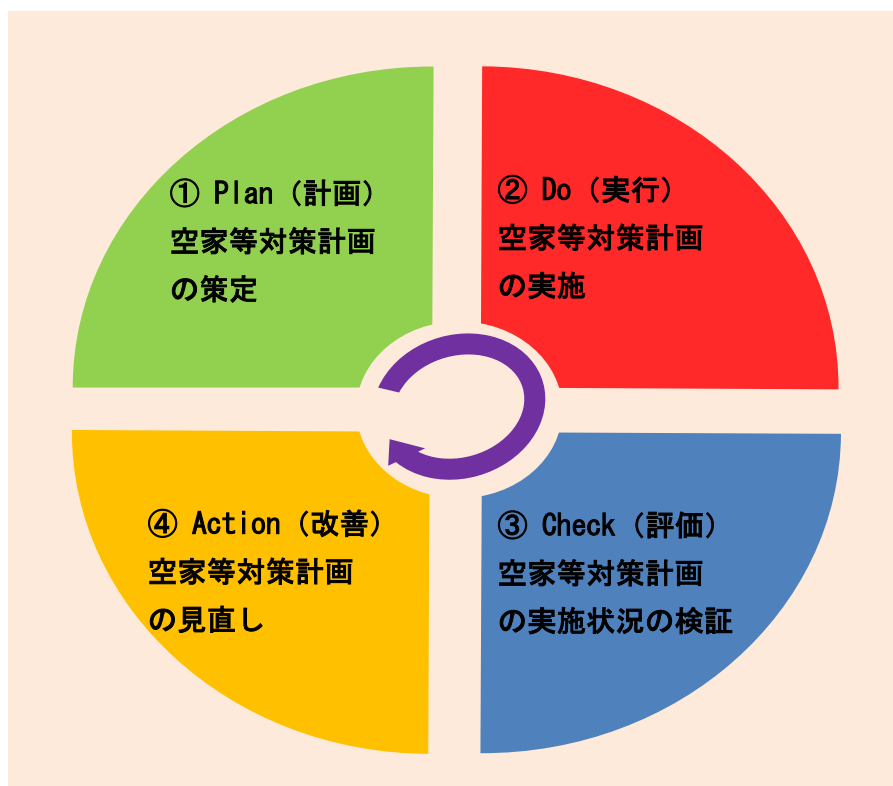 ① Plan（計画）
空家等対策計画
の策定
② Do（実行）
空家等対策計画
の実施
③ Check（評価）
空家等対策計画
の実施状況の検証
④ Action（改善）
空家等対策計画
の見直し